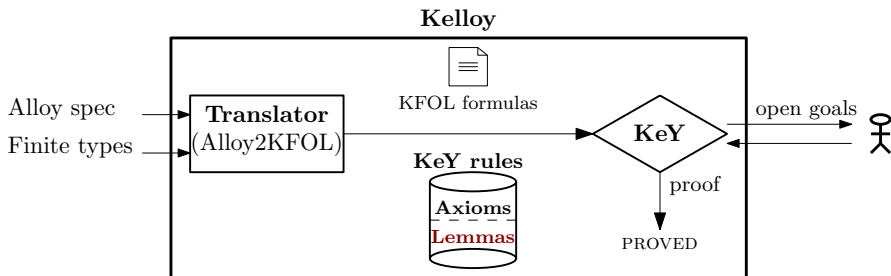 Kelloy
Alloy spec
Finite types
Translator
(Alloy2KFOL)
KFOL formulas
KeY rules
Axioms
Lemmas
KeY
open goals
proof
PROVED